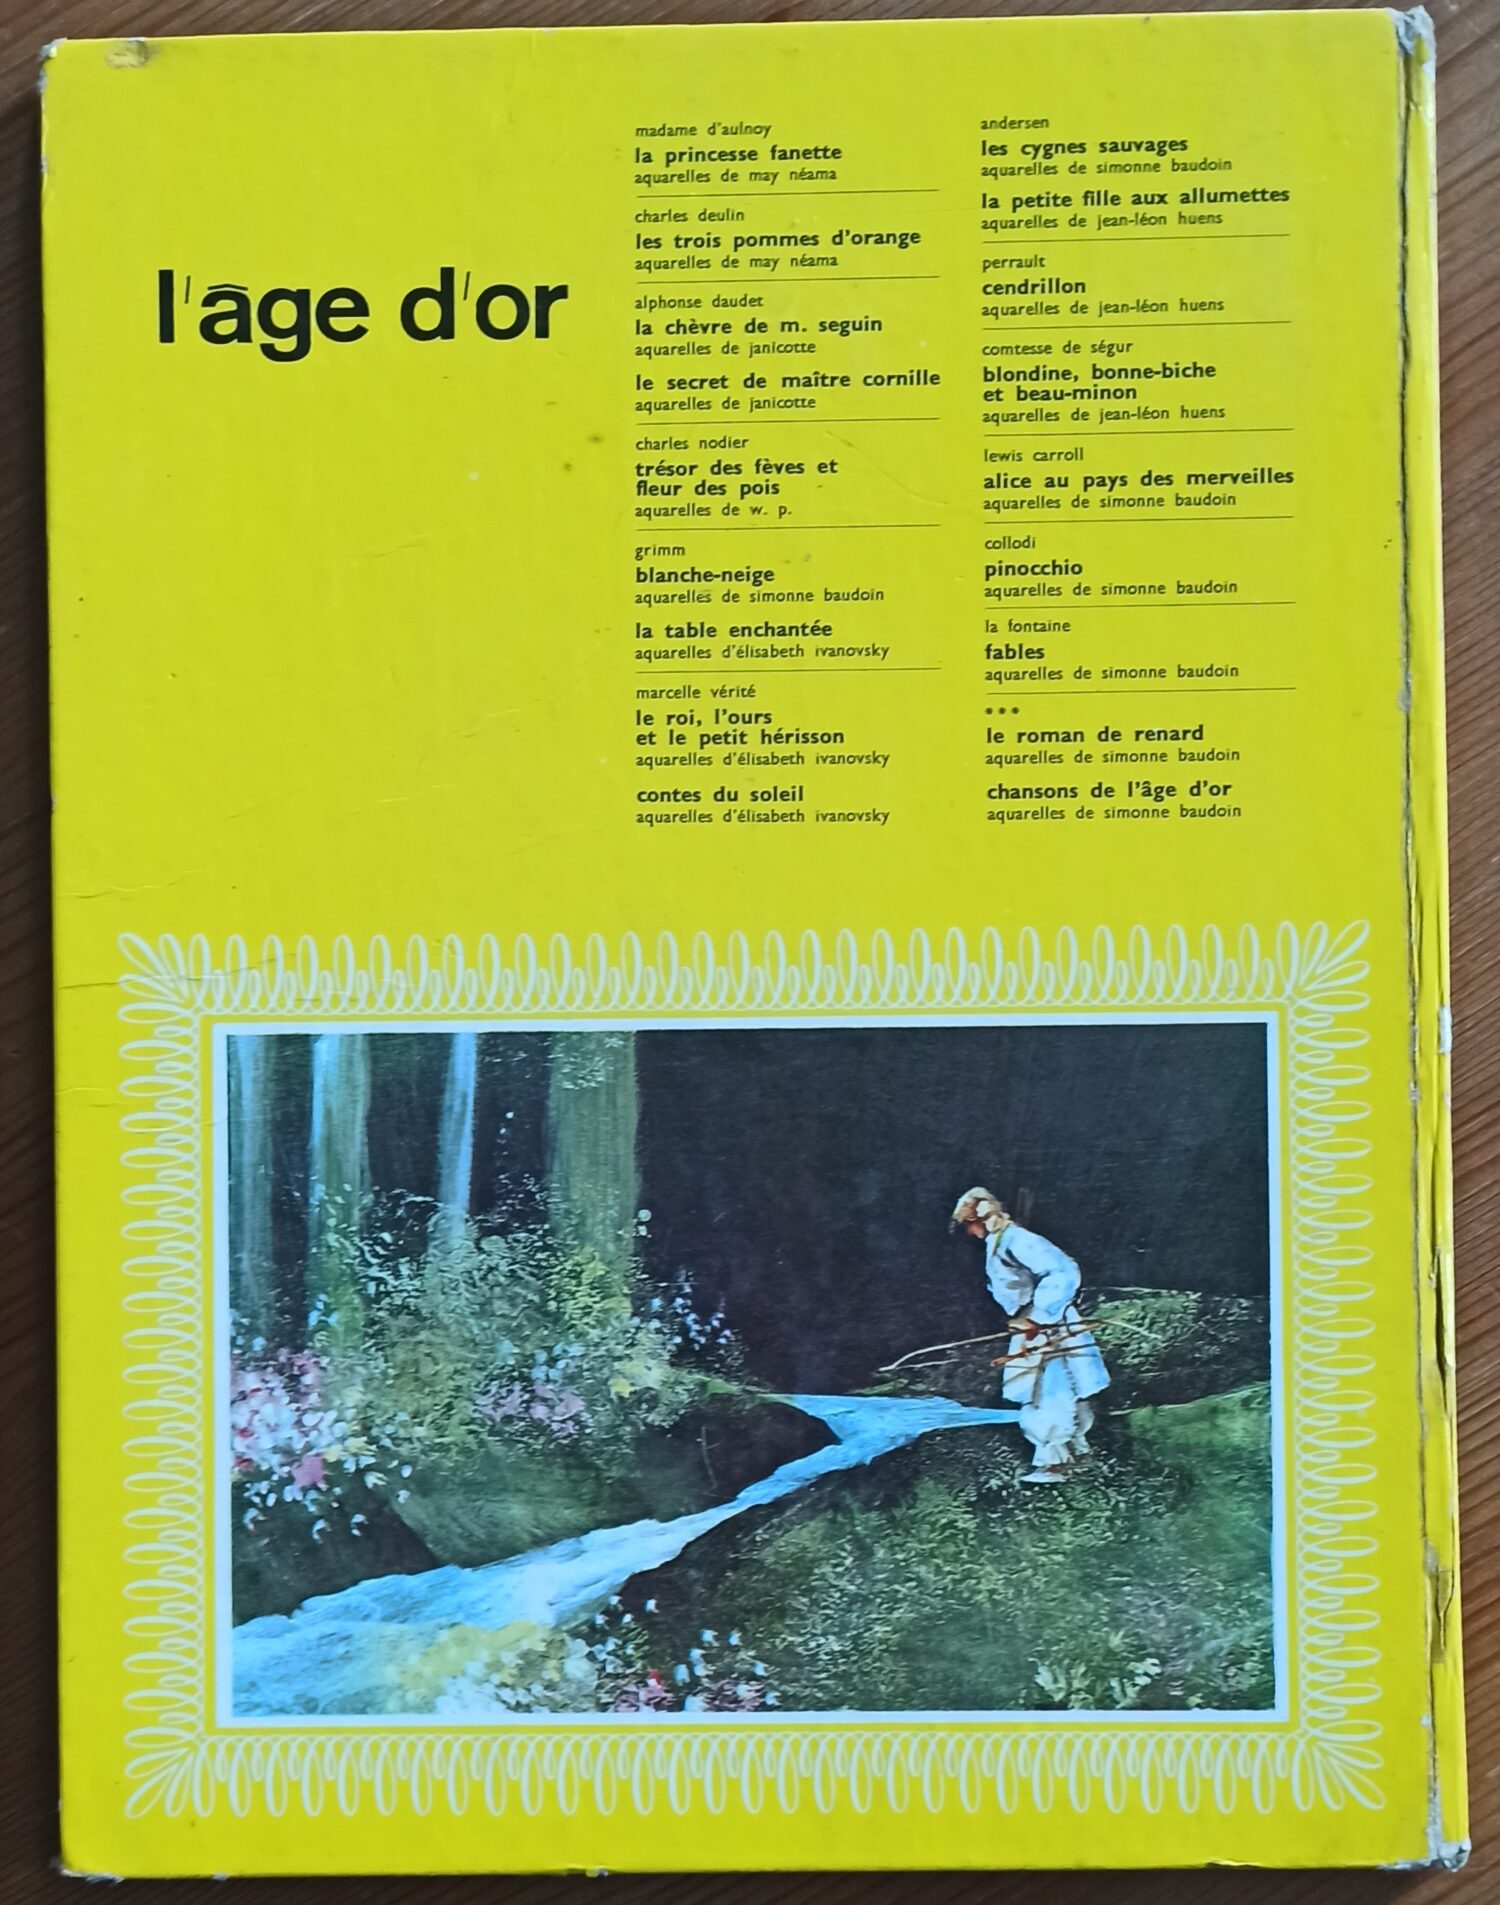 l'âge d'or
madame d'aulnoy
la princesse fanette
aquarelles de may néama
charles deulin
les trois pommes d'orange
aquarelles de may néama
alphonse daudet
la chèvre de m. seguin
aquarelles de janicotte
le secret de maître cornille
aquarelles de janicotte
charles nodier
trésor des fèves et
fleur des pois
aquarelles de w. p.
grimm
blanche-neige
aquarelles de simonne baudoin
la table enchantée
aquarelles d'élisabeth ivanovsky
marcelle vérité
le roi, l'ours
et le petit hérisson
aquarelles d'élisabeth ivanovsky
contes du soleil
aquarelles d'élisabeth ivanovsky
andersen
les cygnes sauvages
aquarelles de simonne baudoin
la petite fille aux allumettes
aquarelles de jean-léon huens
perrault
cendrillon
aquarelles de jean-léon huens
comtesse de ségur
blondine, bonne-biche
et beau-minon
aquarelles de jean-léon huens
lewis carroll
alice au pays des merveilles
aquarelles de simonne baudoin
collodi
pinocchio
aquarelles de simonne baudoin
la fontaine
fables
aquarelles de simonne baudoin
***
le roman de renard
aquarelles de simonne baudoin
chansons de l'âge d'or
aquarelles de simonne baudoin